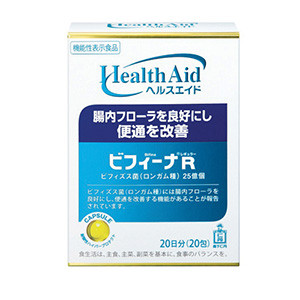 機能性表示食品
Health Aid
ヘルスエイド
腸内フローラを良好にし
便通を改善
ビフィーナR
ビフィズス菌(ロンガム種)25億個
ビフィズス菌(ロンガム種)には腸内フローラを
良好にし、便通を改善する機能があることが報告
されています。
CAPSULE
20日分(20包)
食生活は、主食、主菜、副菜を基本に、食事のバランスを。